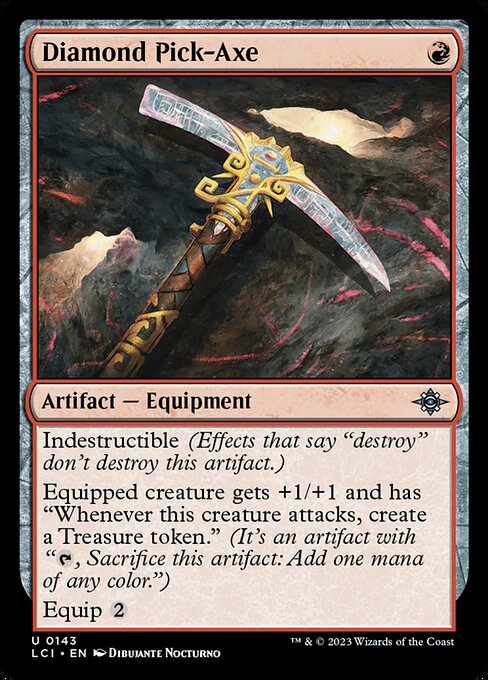 Diamond Pick-Axe
Artifact — Equipment
Indestructible (Effects that say “destroy”
don’t destroy this artifact.)
Equipped creature gets +1/+1 and has
“Whenever this creature attacks, create
a Treasure token.” (It’s an artifact with
“, Sacrifice this artifact: Add one mana
of any color.”)
Equip 2
U 0143
LCI • EN Dibujante Nocturno
™ & © 2023 Wizards of the Coast